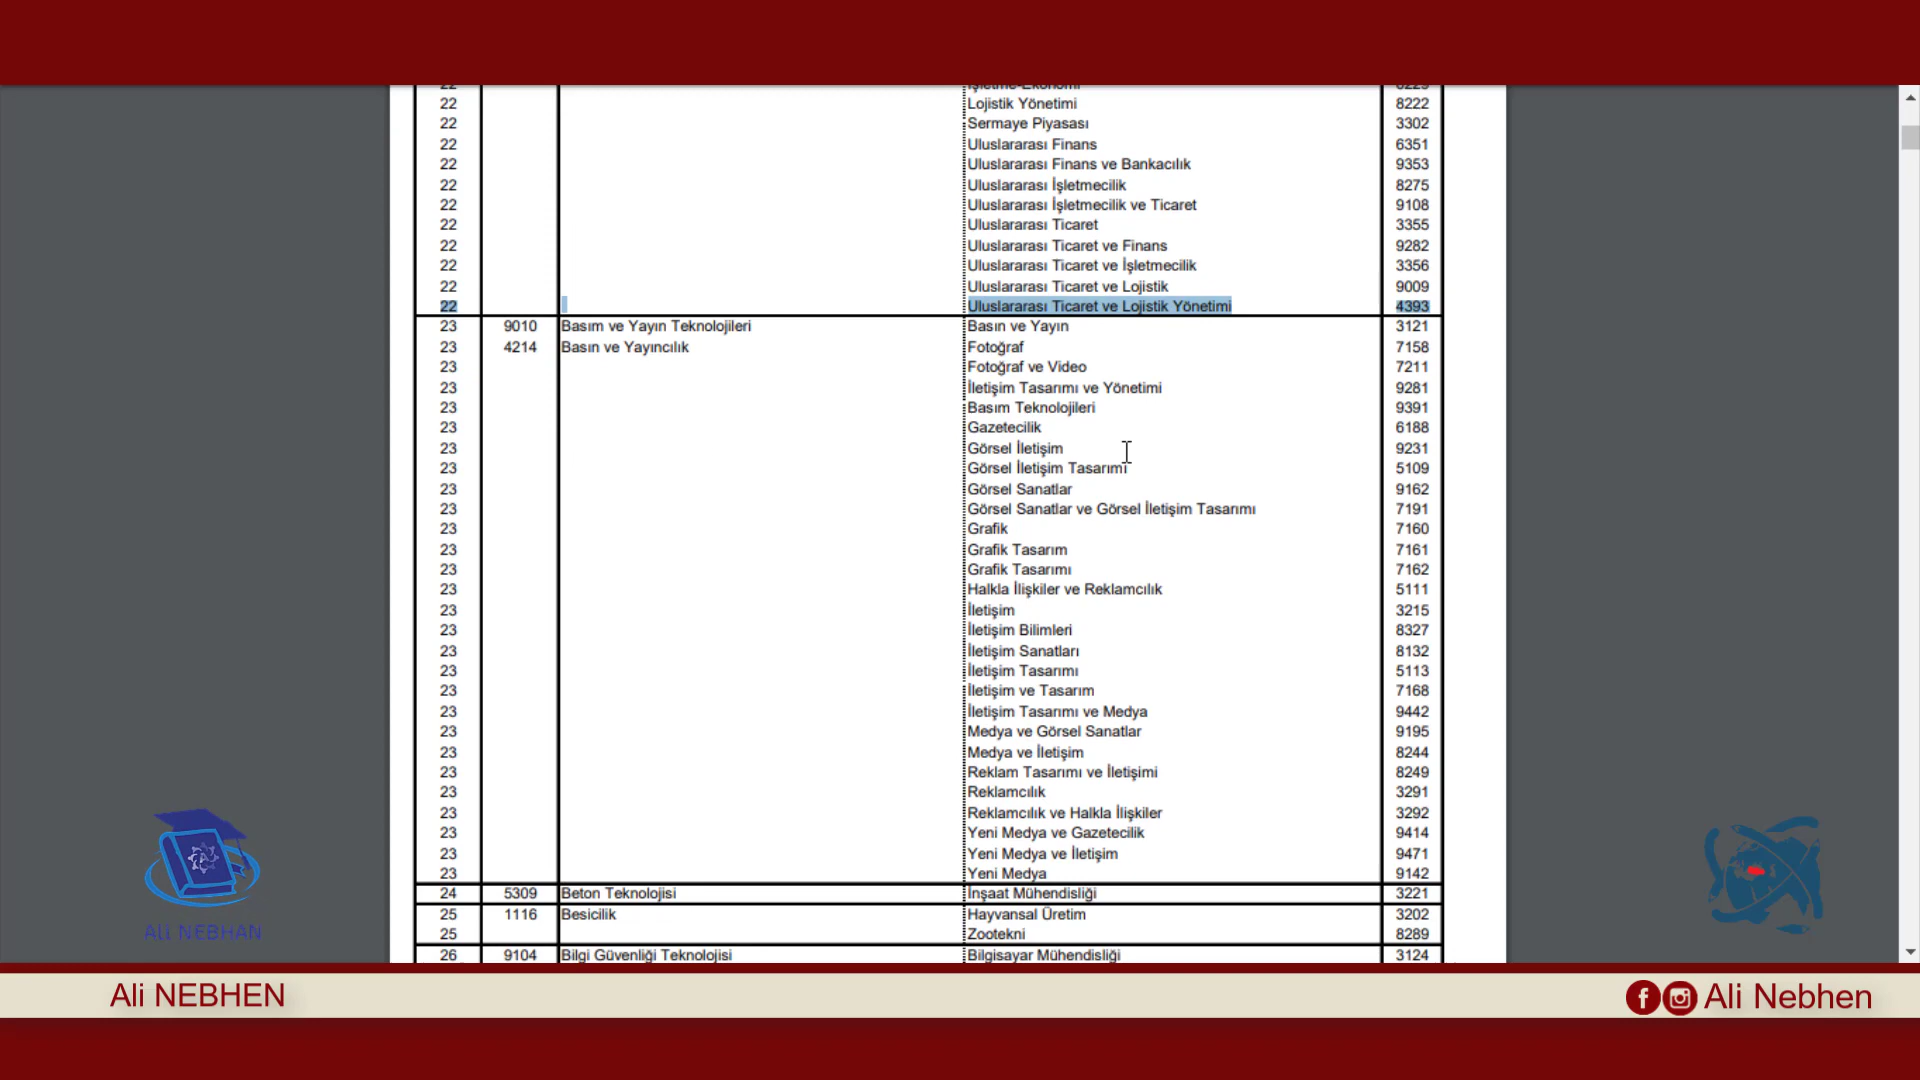 22 İşletme-Ekonomi 8229
22 Lojistik Yönetimi 8222
22 Sermaye Piyasası 3302
22 Uluslararası Finans 6351
22 Uluslararası Finans ve Bankacılık 9353
22 Uluslararası İşletmecilik 8275
22 Uluslararası İşletmecilik ve Ticaret 9108
22 Uluslararası Ticaret 3355
22 Uluslararası Ticaret ve Finans 9282
22 Uluslararası Ticaret ve İşletmecilik 3356
22 Uluslararası Ticaret ve Lojistik 9009
22 Uluslararası Ticaret ve Lojistik Yönetimi 4393
23 9010 Basım ve Yayın Teknolojileri Basın ve Yayın 3121
23 4214 Basın ve Yayıncılık Fotoğraf 7158
23 Fotoğraf ve Video 7211
23 İletişim Tasarımı ve Yönetimi 9281
23 Basım Teknolojileri 9391
23 Gazetecilik 6188
23 Görsel İletişim 9231
23 Görsel İletişim Tasarımı 5109
23 Görsel Sanatlar 9162
23 Görsel Sanatlar ve Görsel İletişim Tasarımı 7191
23 Grafik 7160
23 Grafik Tasarım 7161
23 Grafik Tasarımı 7162
23 Halkla İlişkiler ve Reklamcılık 5111
23 İletişim 3215
23 İletişim Bilimleri 8327
23 İletişim Sanatları 8132
23 İletişim Tasarımı 5113
23 İletişim ve Tasarım 7168
23 İletişim Tasarımı ve Medya 9442
23 Medya ve Görsel Sanatlar 9195
23 Medya ve İletişim 8244
23 Reklam Tasarımı ve İletişimi 8249
23 Reklamcılık 3291
23 Reklamcılık ve Halkla İlişkiler 3292
23 Yeni Medya ve Gazetecilik 9414
23 Yeni Medya ve İletişim 9471
23 Yeni Medya 9142
24 5309 Beton Teknolojisi İnşaat Mühendisliği 3221
25 1116 Besicilik Hayvansal Üretim 3202
25 Zootekni 8289
26 9104 Bilgi Güvenliği Teknolojisi Bilgisayar Mühendisliği 3124
ALI NEBHAN
Ali NEBHEN
Ali Nebhen